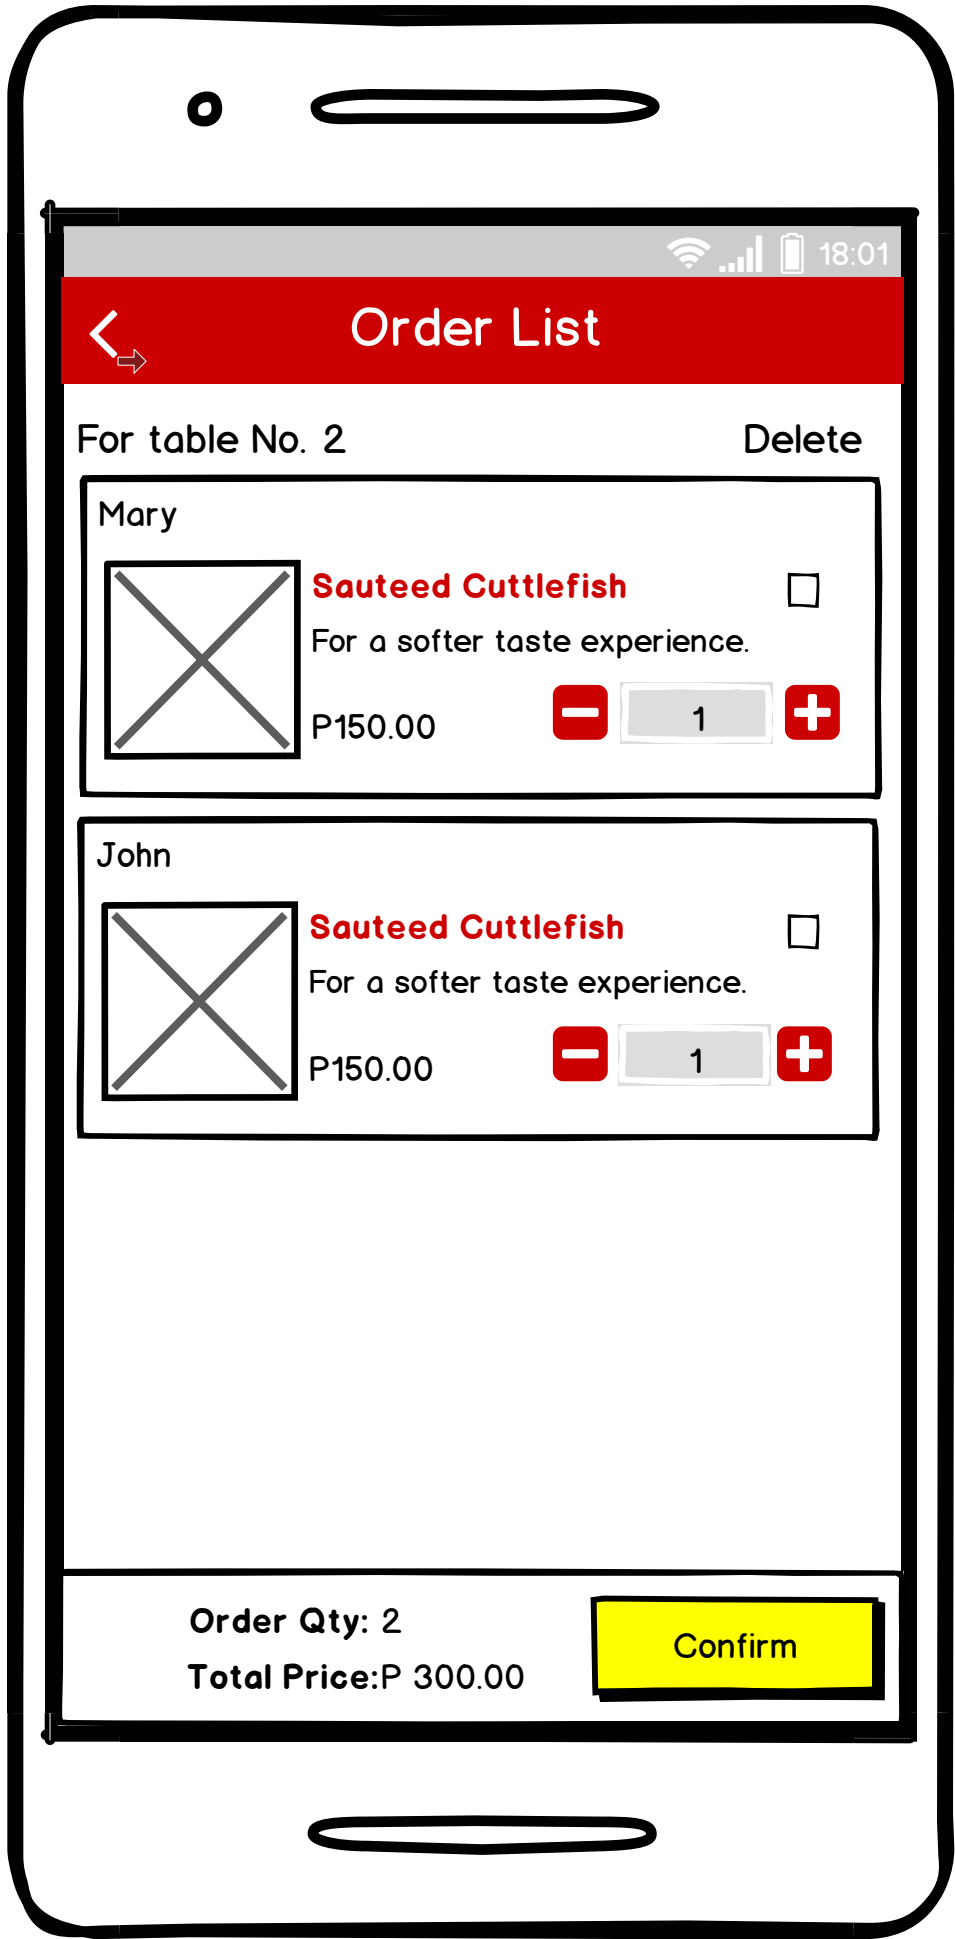 18:01
Order List
For table No. 2 Delete
Mary
Sauteed Cuttlefish
For a softer taste experience.
P150.00 1
John
Sauteed Cuttlefish
For a softer taste experience.
P150.00 1
Order Qty: 2
Total Price:P 300.00
Confirm